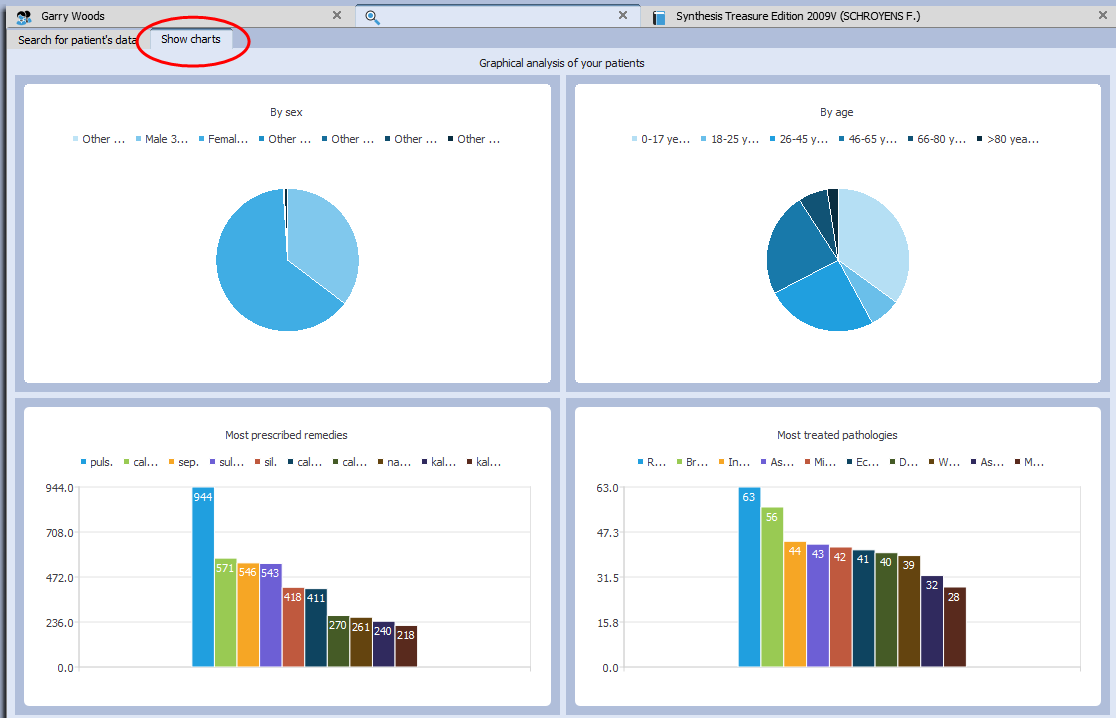 Garry Woods
Synthesis Treasure Edition 2009V (SCHROYENS F.)
Search for patient's data
Show charts
Graphical analysis of your patients
By sex
Other ... Male 3... Femal... Other ... Other ... Other ... Other ...
By age
0-17 ye... 18-25 y... 26-45 y... 46-65 y... 66-80 y... >80 yea...
Most prescribed remedies
puls. cal... sep. sul... sil. cal... cal... na... kal... kal...
944.0
708.0
472.0
236.0
0.0
944
571
546
543
418
411
270
261
240
218
Most treated pathologies
R... Br... In... As... Mi... Ec... D... W... As... M...
63.0
47.3
31.5
15.8
0.0
63
56
44
43
42
41
40
39
32
28